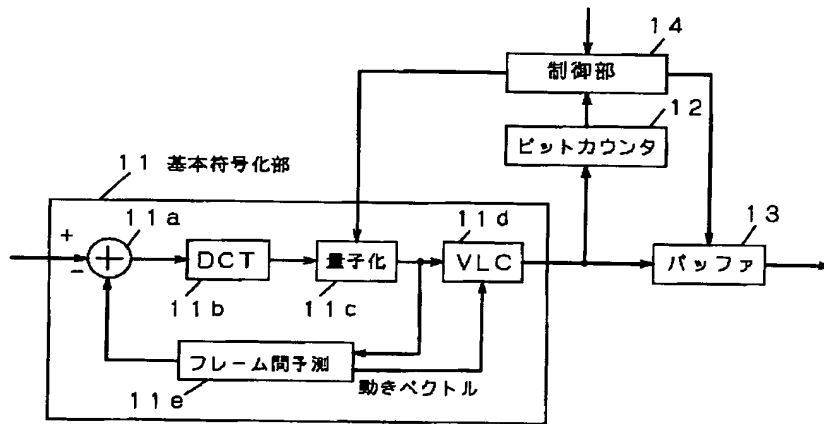 14
制御部
12
ビットカウンタ
11 基本符号化部
11a
11d
13
+
-
DCT
量子化
VLC
バッファ
11b
11c
フレーム間予測
動きベクトル
11e